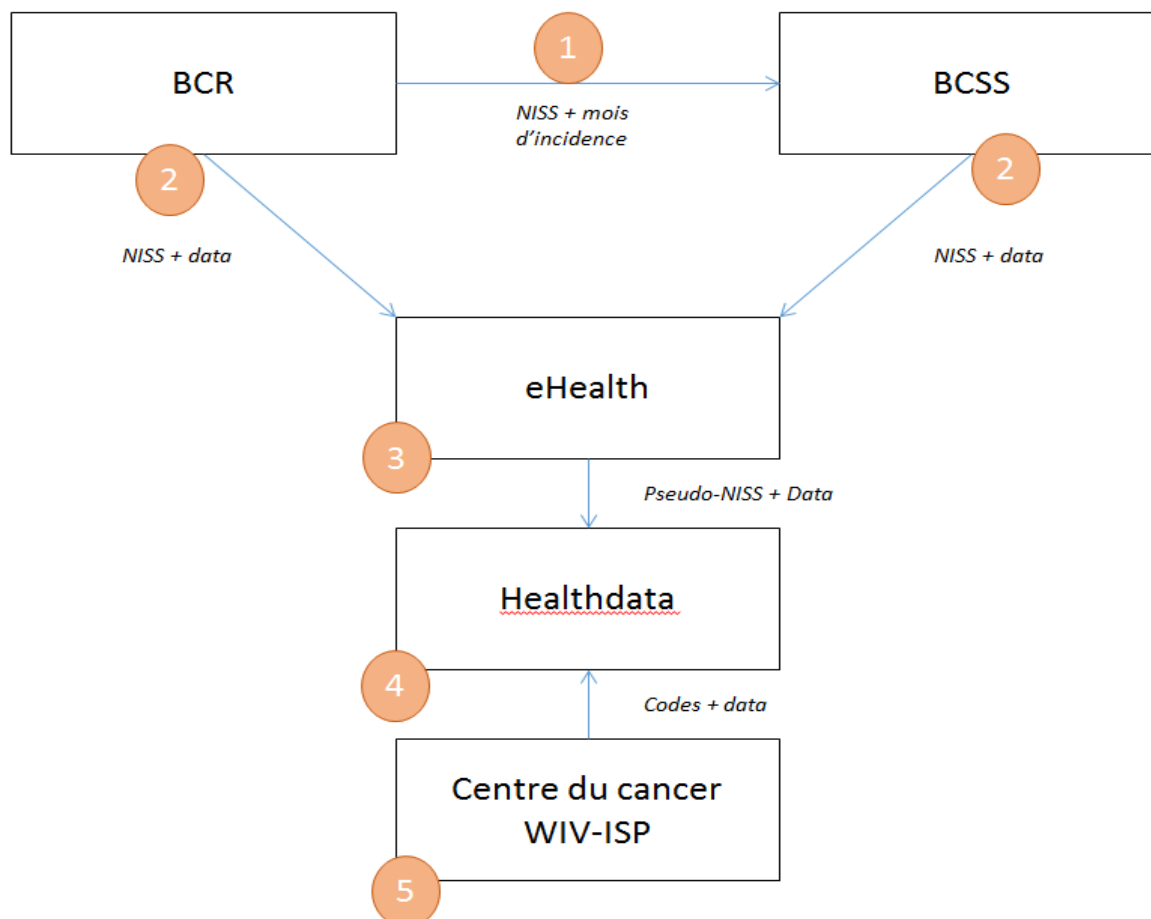 1
BCR
BCSS
NISS + mois
d’incidence
2
2
NISS + data
NISS + data
eHealth
3
Pseudo-NISS + Data
Healthdata
4
Codes + data
Centre du cancer
WIV-ISP
5